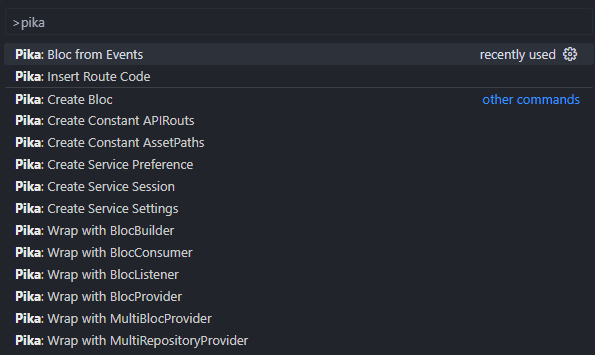 >pika
Pika: Bloc from Events recently used
Pika: Insert Route Code
Pika: Create Bloc other commands
Pika: Create Constant APIRouts
Pika: Create Constant AssetPaths
Pika: Create Service Preference
Pika: Create Service Session
Pika: Create Service Settings
Pika: Wrap with BlocBuilder
Pika: Wrap with BlocConsumer
Pika: Wrap with BlocListener
Pika: Wrap with BlocProvider
Pika: Wrap with MultiBlocProvider
Pika: Wrap with MultiRepositoryProvider